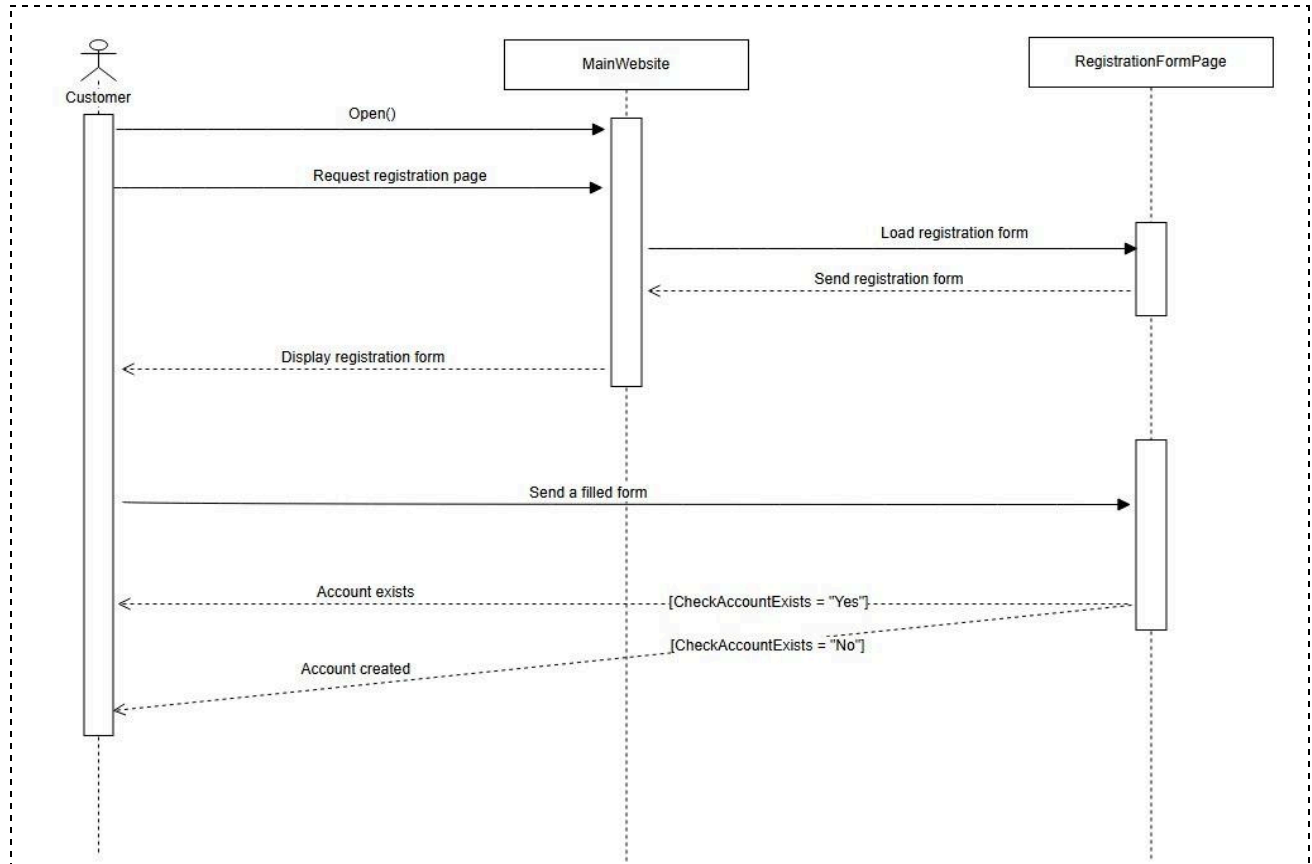 Customer
MainWebsite
RegistrationFormPage
Open()
Request registration page
Load registration form
Send registration form
Display registration form
Send a filled form
Account exists
[CheckAccountExists = "Yes"]
[CheckAccountExists = "No"]
Account created